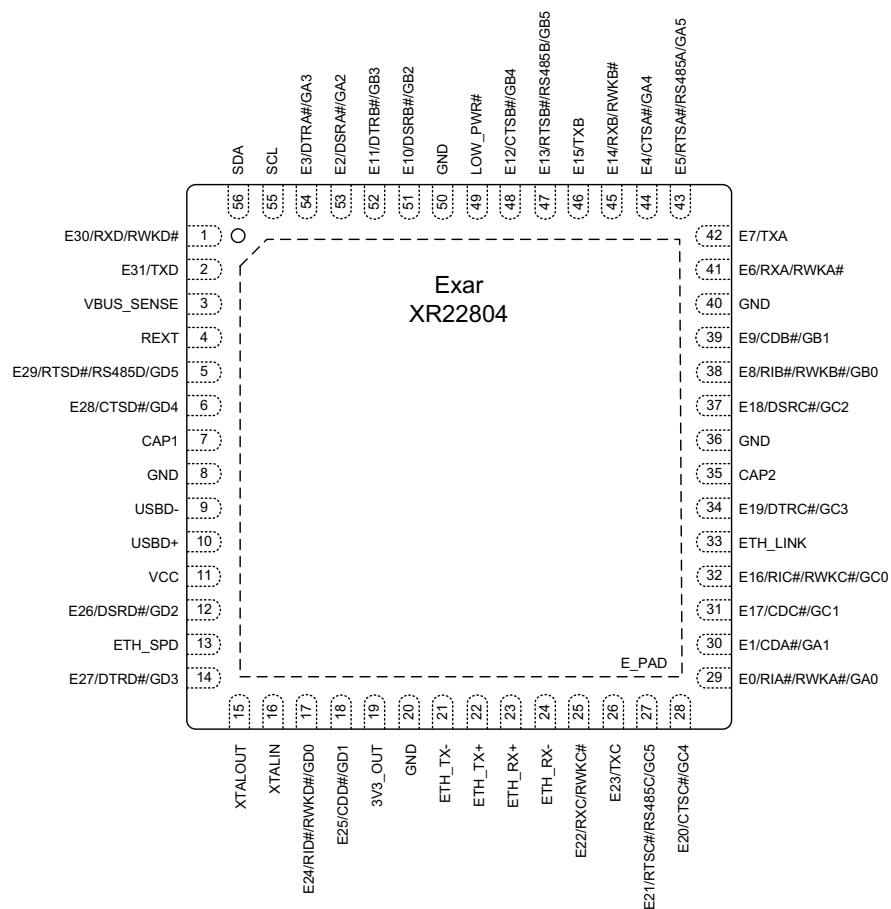 SDA
SCL
E3/DTRA#/GA3
E2/DSRA#/GA2
E11/DTRB#/GB3
E10/DSRB#/GB2
GND
LOW_PWR#
E12/CTSB#/GB4
E13/RTSB#/RS485B/GB5
E15/TXB
E14/RXB/RWKB#
E4/CTSA#/GA4
E5/RTSA#/RS485A/GA5
56
55
54
53
52
51
50
49
48
47
46
45
44
43
E30/RXD/RWKD# 1
E31/TXD 2
VBUS_SENSE 3
REXT 4
E29/RTSD#/RS485D/GD5 5
E28/CTSD#/GD4 6
CAP1 7
GND 8
USBD- 9
USBD+ 10
VCC 11
E26/DSRD#/GD2 12
ETH_SPD 13
E27/DTRD#/GD3 14
Exar
XR22804
E_PAD
42 E7/TXA
41 E6/RXA/RWKA#
40 GND
39 E9/CDB#/GB1
38 E8/RIB#/RWKB#/GB0
37 E18/DSRC#/GC2
36 GND
35 CAP2
34 E19/DTRC#/GC3
33 ETH_LINK
32 E16/RIC#/RWKC#/GC0
31 E17/CDC#/GC1
30 E1/CDA#/GA1
29 E0/RIA#/RWKA#/GA0
15
16
17
18
19
20
21
22
23
24
25
26
27
28
XTALOUT
XTALIN
E24/RID#/RWKD#/GD0
E25/CDD#/GD1
3V3_OUT
GND
ETH_TX-
ETH_TX+
ETH_RX+
ETH_RX-
E22/RXC/RWKC#
E23/TXC
E21/RTSC#/RS485C/GC5
E20/CTSC#/GC4